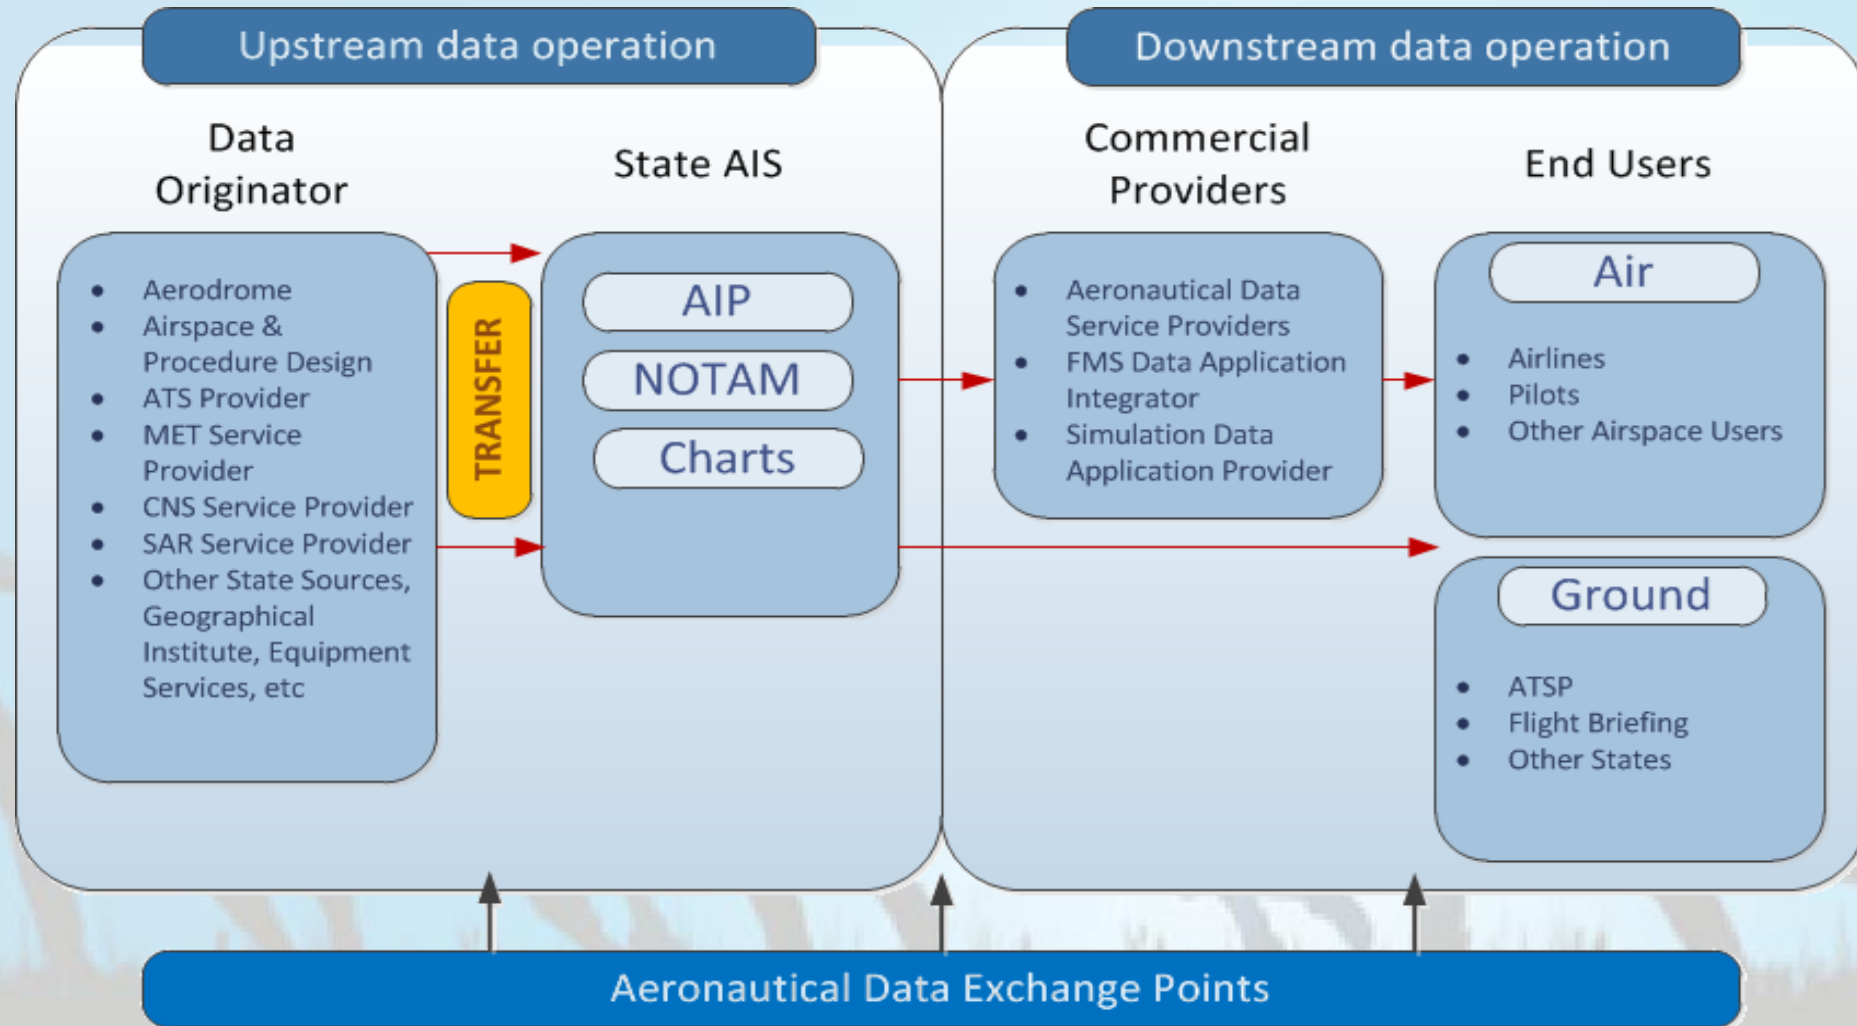 Upstream data operation
Downstream data operation
Data
Originator
State AIS
Commercial
Providers
End Users
• Aerodrome
• Airspace &
Procedure Design
• ATS Provider
• MET Service
Provider
• CNS Service Provider
• SAR Service Provider
• Other State Sources,
Geographical
Institute, Equipment
Services, etc
TRANSFER
AIP
NOTAM
Charts
• Aeronautical Data
Service Providers
• FMS Data Application
Integrator
• Simulation Data
Application Provider
Air
• Airlines
• Pilots
• Other Airspace Users
Ground
• ATSP
• Flight Briefing
• Other States
Aeronautical Data Exchange Points